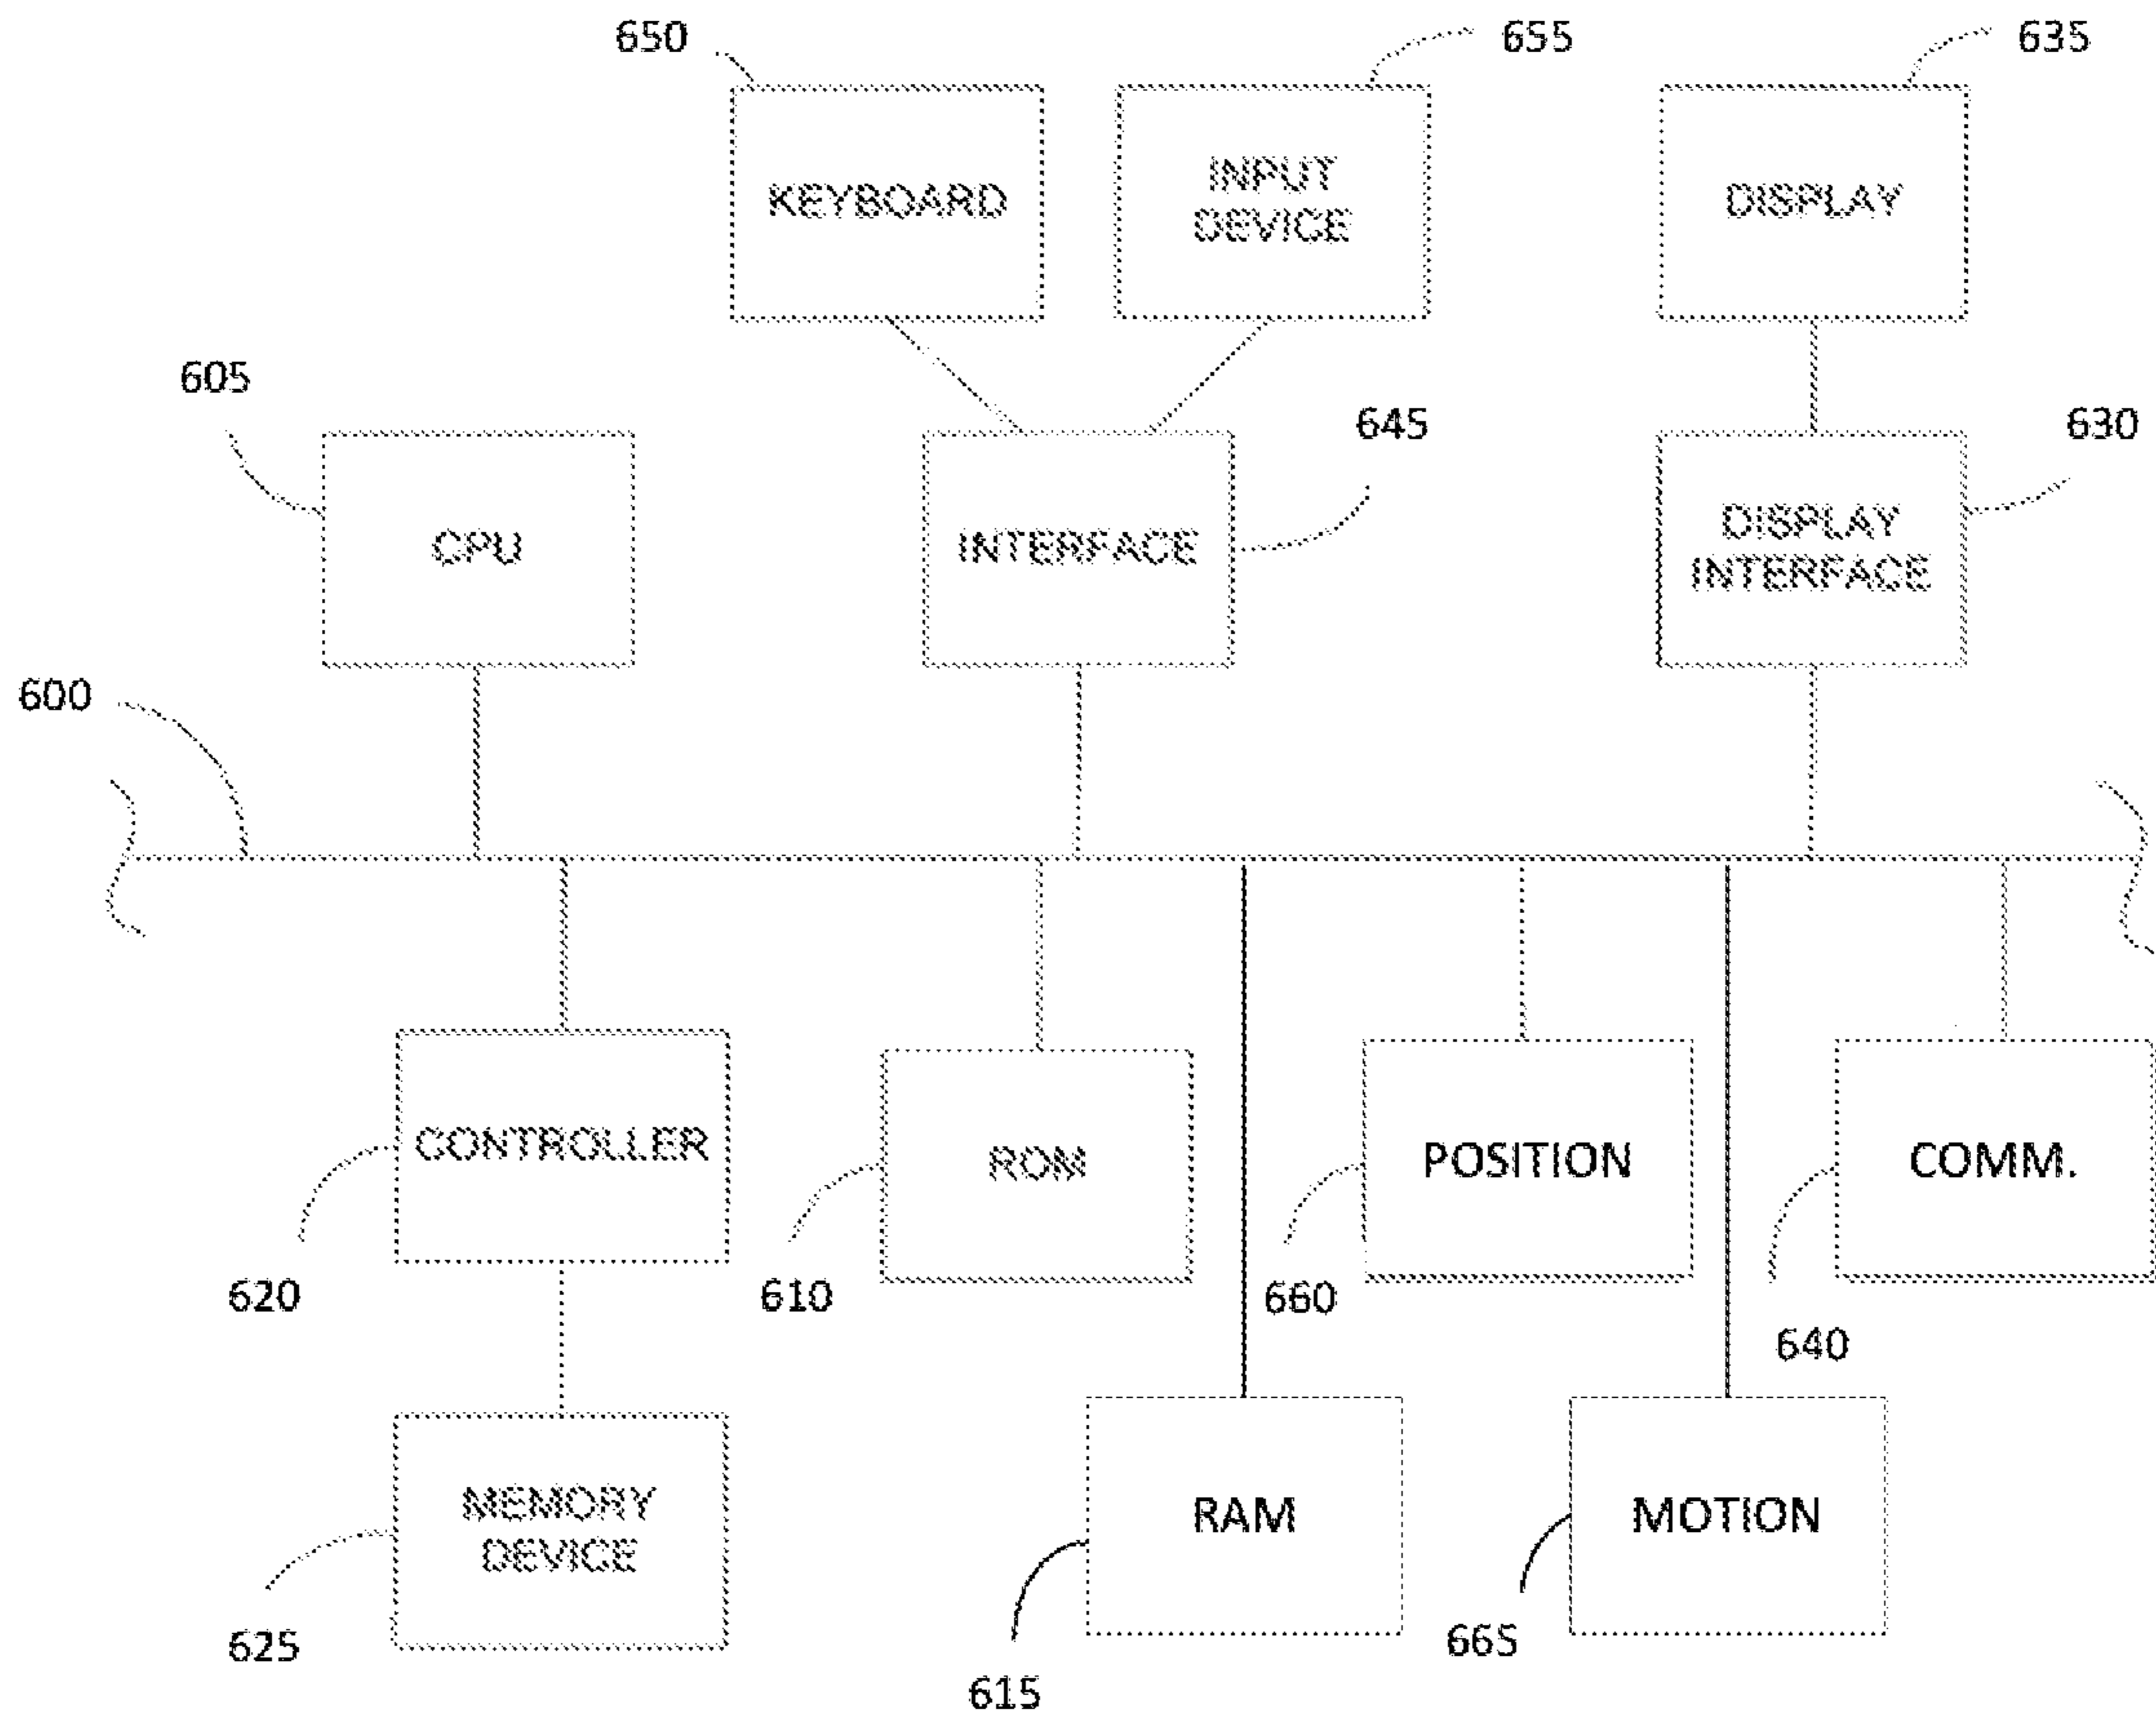 650
655
635
KEYBOARD
INPUT
DEVICE
DISPLAY
605
645
630
CPU
INTERFACE
DISPLAY
INTERFACE
600
CONTROLLER
ROM
POSITION
COMM.
620
610
660
640
MEMORY
DEVICE
RAM
MOTION
625
615
665